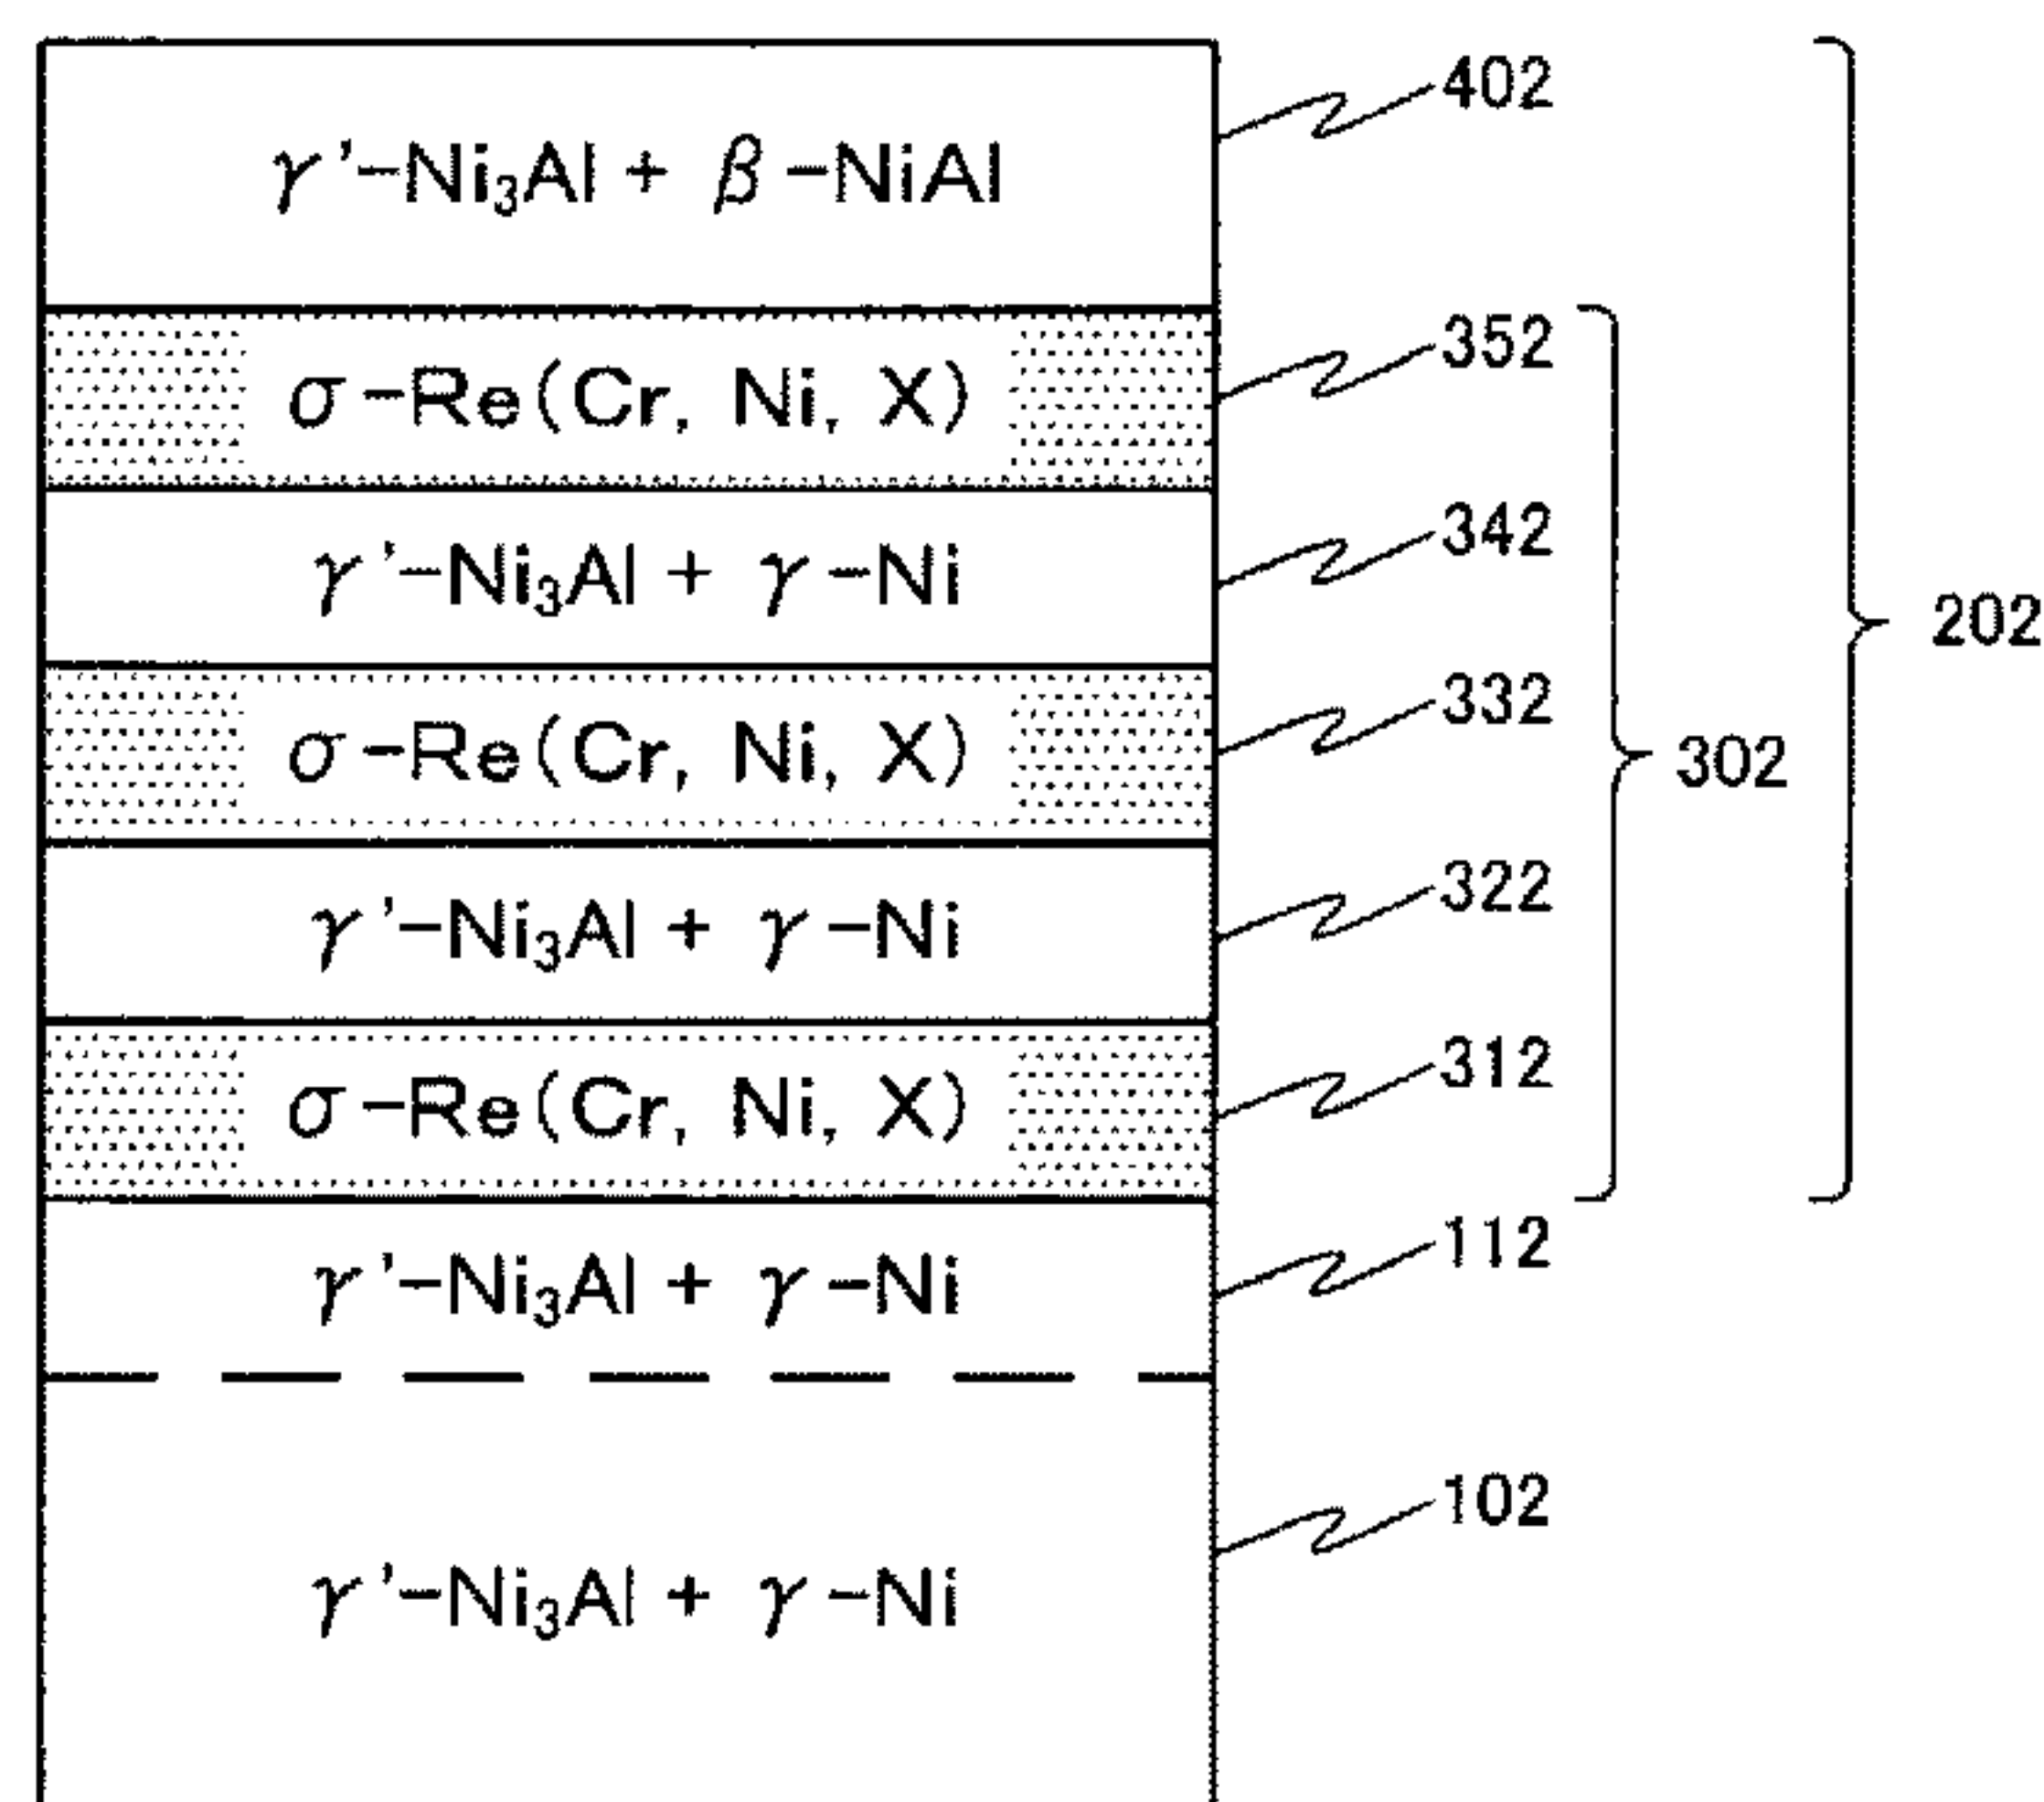 γ'-Ni₃Al + β-NiAl 402
σ-Re(Cr, Ni, X) 352
γ'-Ni₃Al + γ-Ni 342
202
σ-Re(Cr, Ni, X) 332
302
γ'-Ni₃Al + γ-Ni 322
σ-Re(Cr, Ni, X) 312
γ'-Ni₃Al + γ-Ni 112
γ'-Ni₃Al + γ-Ni 102